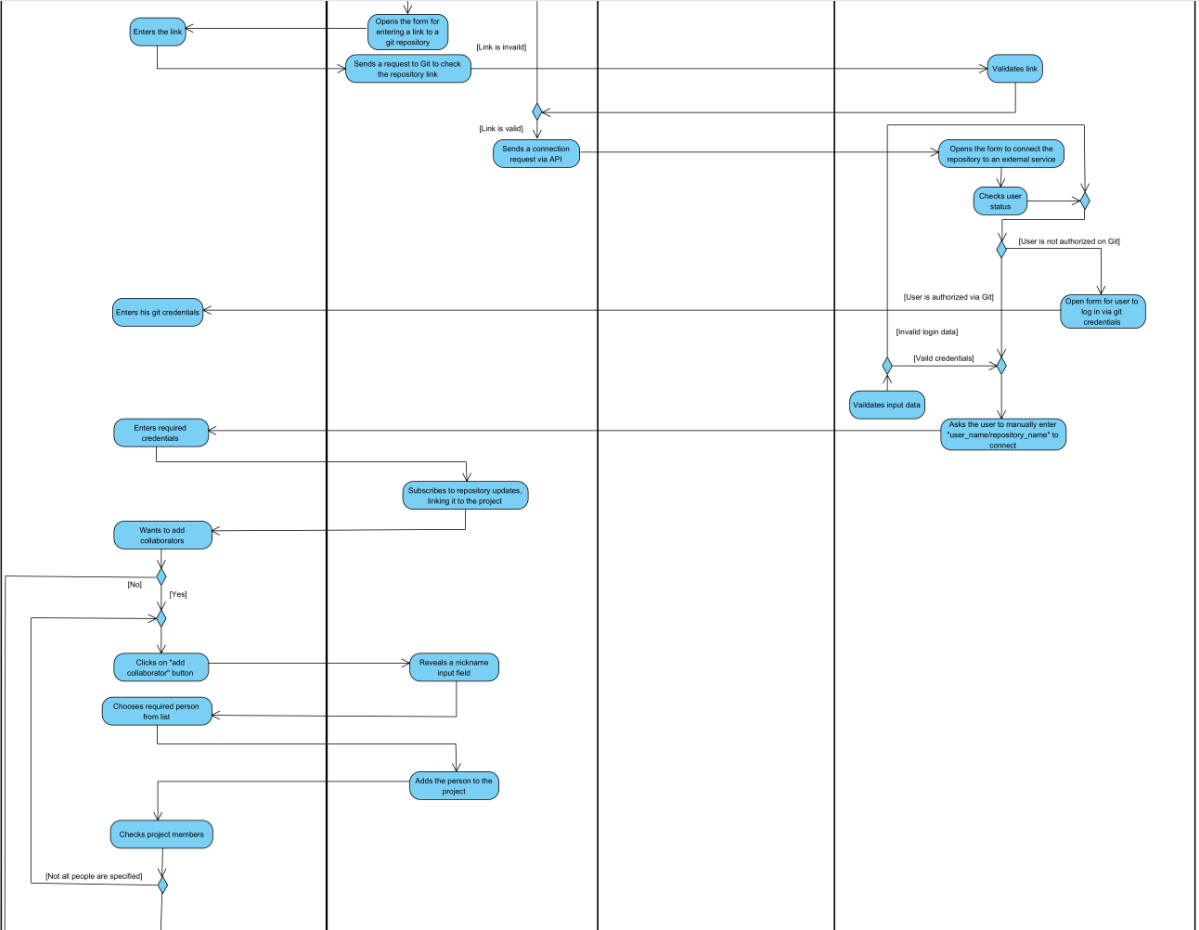 Enters the link
Opens the form for
entering a link to a
git repository
[Link is invaild]
Sends a request to Git to check
the repository link
Validates link
[Link is valid]
Sends a connection
request via API
Opens the form to connect the
repository to an external service
Checks user
status
[User is not authorized on Git]
[User is authorized via Git]
Enters his git credentials
Open form for user to
log in via git
credentials
[Invalid login data]
[Vaild credentials]
Vaildates input data
Enters required
credentials
Asks the user to manually enter
"user_name/repository_name" to
connect
Subscribes to repository updates,
linking it to the project
Wants to add
collaborators
[No]
[Yes]
Clicks on "add
collaborator" button
Reveals a nickname
input field
Chooses required person
from list
Adds the person to the
project
Checks project members
[Not all people are specified]